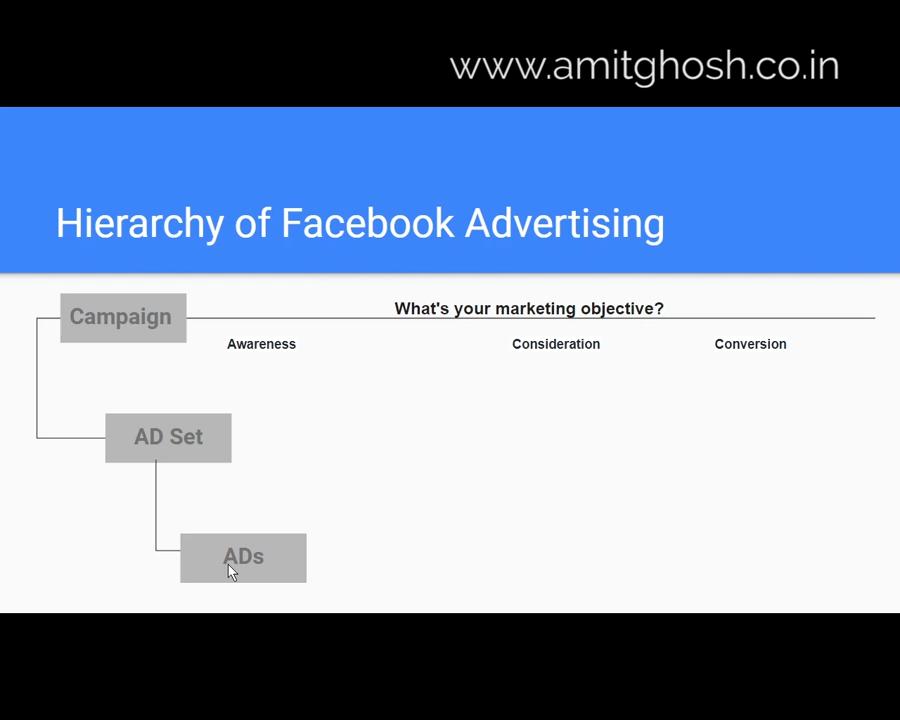 www.amitghosh.co.in
Hierarchy of Facebook Advertising
Campaign
What's your marketing objective?
Awareness
Consideration
Conversion
AD Set
ADs